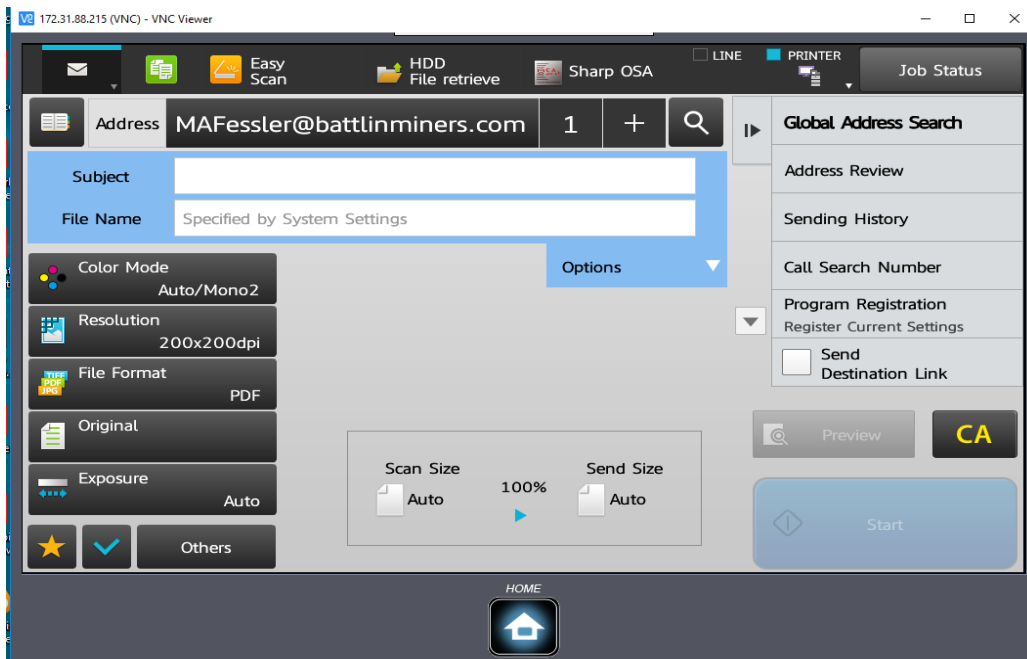 172.31.88.215 (VNC) - VNC Viewer
Easy
Scan
HDD
File retrieve
Sharp OSA
LINE
PRINTER
Job Status
Address
MAFessler@battlinminers.com
1
+
Subject
File Name
Specified by System Settings
Options
Color Mode
Auto/Mono2
Resolution
200x200dpi
File Format
PDF
TIFF
PDF
JPG
Original
Exposure
Auto
Others
Scan Size
Auto
100%
Send Size
Auto
Global Address Search
Address Review
Sending History
Call Search Number
Program Registration
Register Current Settings
Send
Destination Link
Preview
CA
Start
HOME